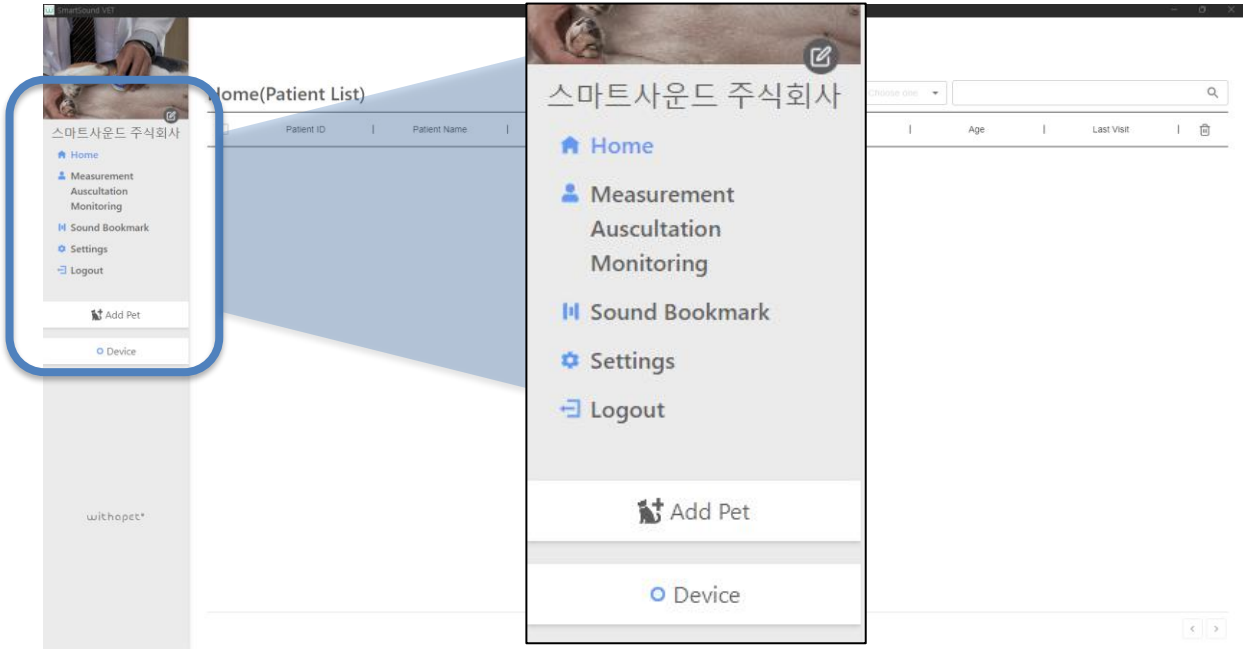 SmartSound VET
Home(Patient List)
Choose one
Patient ID | Patient Name |
| Age | Last Visit |
스마트사운드 주식회사
Home
Measurement
Auscultation
Monitoring
Sound Bookmark
Settings
Logout
Add Pet
Device
withapet+
스마트사운드 주식회사
Home
Measurement
Auscultation
Monitoring
Sound Bookmark
Settings
Logout
Add Pet
Device